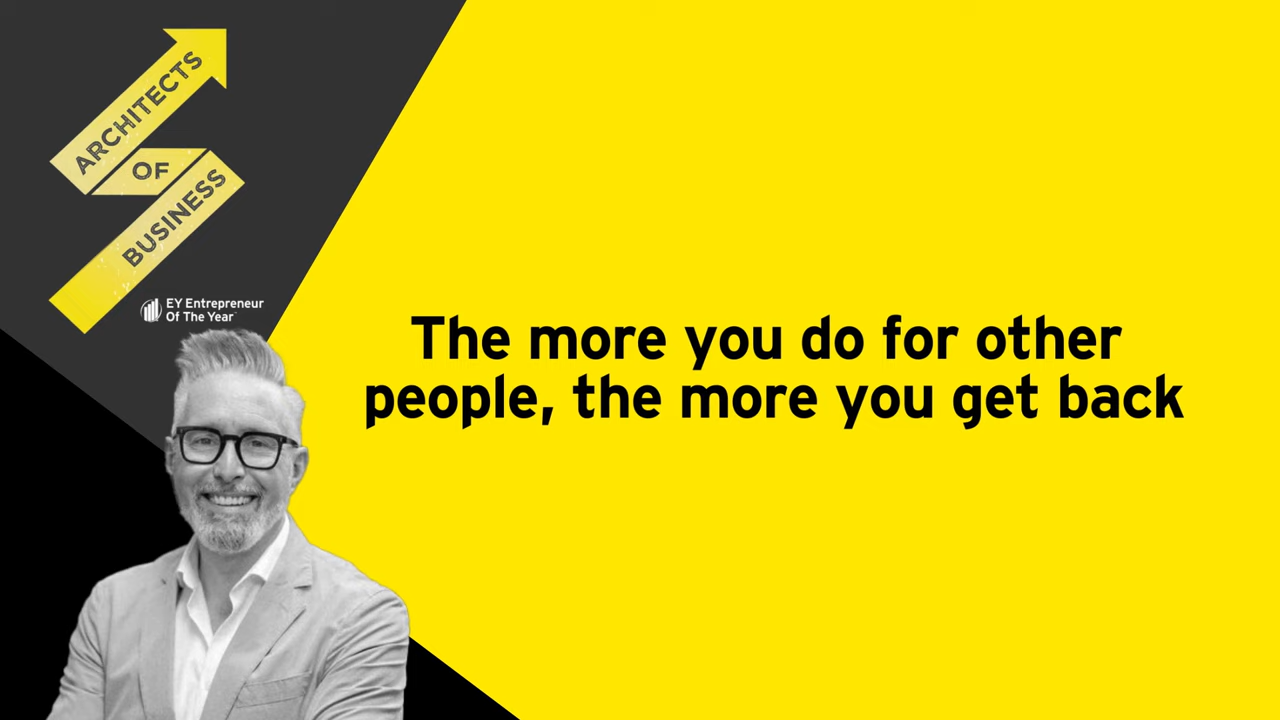 ARCHITECTS
OF
BUSINESS
EY Entrepreneur
Of The Year
The more you do for other
people, the more you get back